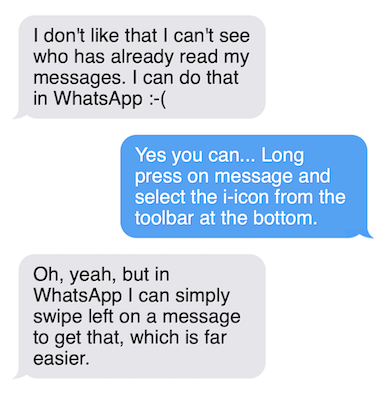 I don't like that I can't see
who has already read my
messages. I can do that
in WhatsApp :-(
Yes you can... Long
press on message and
select the i-icon from the
toolbar at the bottom.
Oh, yeah, but in
WhatsApp I can simply
swipe left on a message
to get that, which is far
easier.